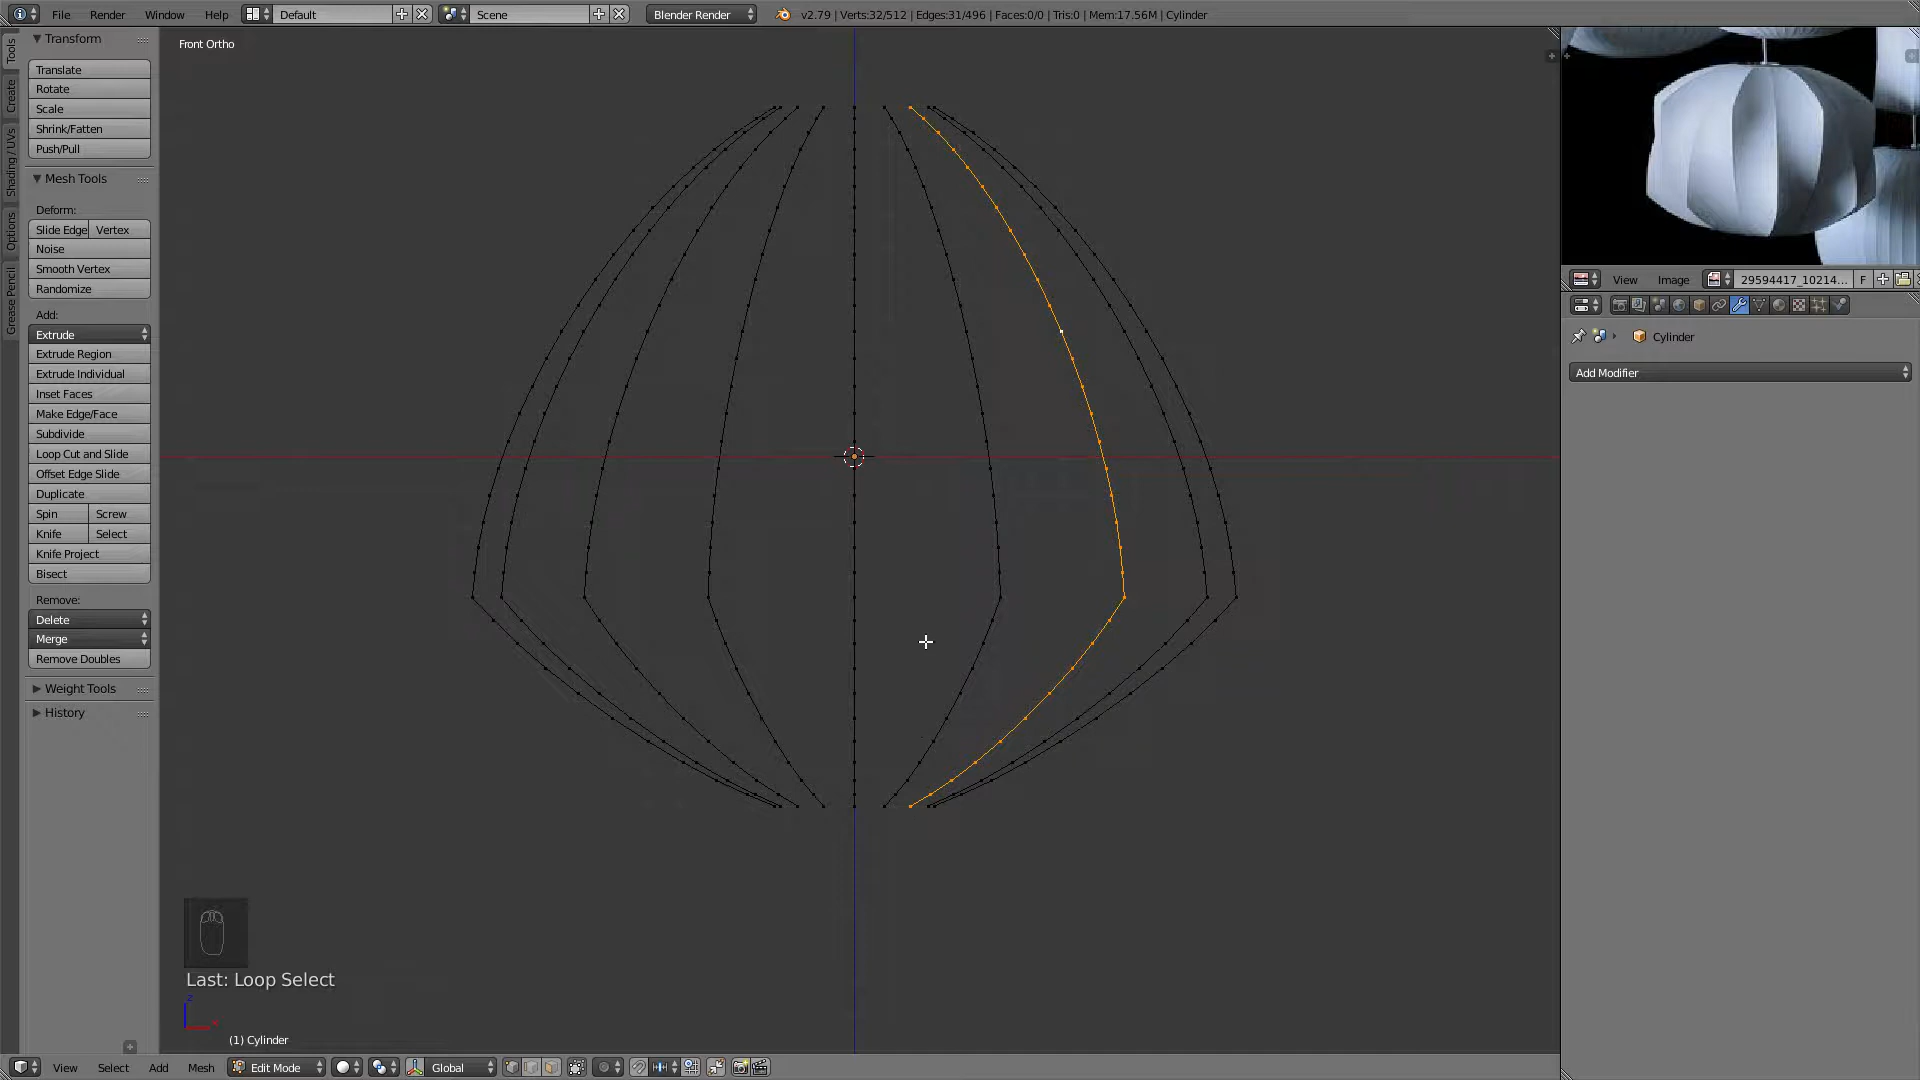 File Render Window Help Default Scene Blender Render v2.79 | Verts:32/512 | Edges:31/496 | Faces:0/0 | Tris:0 | Mem:17.56M | Cylinder
Tools
Create
Shading / UVs
Options
Grease Pencil
Transform
Translate
Rotate
Scale
Shrink/Fatten
Push/Pull
Mesh Tools
Deform:
Slide Edge Vertex
Noise
Smooth Vertex
Randomize
Add:
Extrude
Extrude Region
Extrude Individual
Inset Faces
Make Edge/Face
Subdivide
Loop Cut and Slide
Offset Edge Slide
Duplicate
Spin Screw
Knife Select
Knife Project
Bisect
Remove:
Delete
Merge
Remove Doubles
Weight Tools
History
Front Ortho
Last: Loop Select
z
x
(1) Cylinder
View Select Add Mesh Edit Mode Global
View Image 29594417_10214... F
Cylinder
Add Modifier